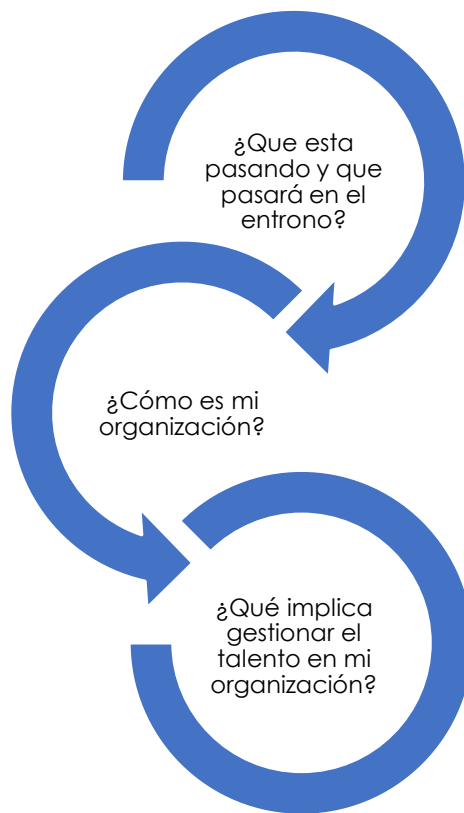 ¿Que esta
pasando y que
pasará en el
entrono?
¿Cómo es mi
organización?
¿Qué implica
gestionar el
talento en mi
organización?